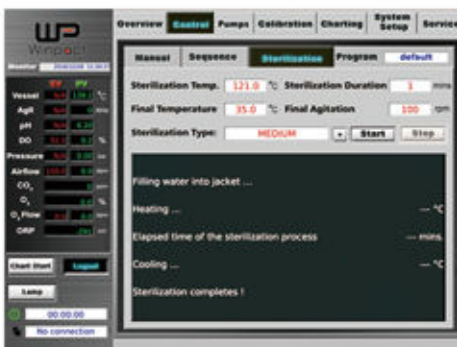 Overview Control Pumps Calibration Charting System Setup Service
WP
Winpact
Manual Sequence Sterilization Program default
Monitor
SV PV
Sterilization Temp. 121.0 °C Sterilization Duration 1 mins
Vessel °C
Final Temperature 35.0 °C Final Agitation 100 rpm
Agit
pH
Sterilization Type: MEDIUM Start Stop
DO %
Pressure
Airflow
CO₂
O₂ %
O₂ Flow
ORP
Filling water into jacket ...
Heating ... --- °C
Elapsed time of the sterilization process --- mins.
Cooling ... --- °C
Sterilization completes !
Chart Start Logout
Lamp
00:00:00
No connection